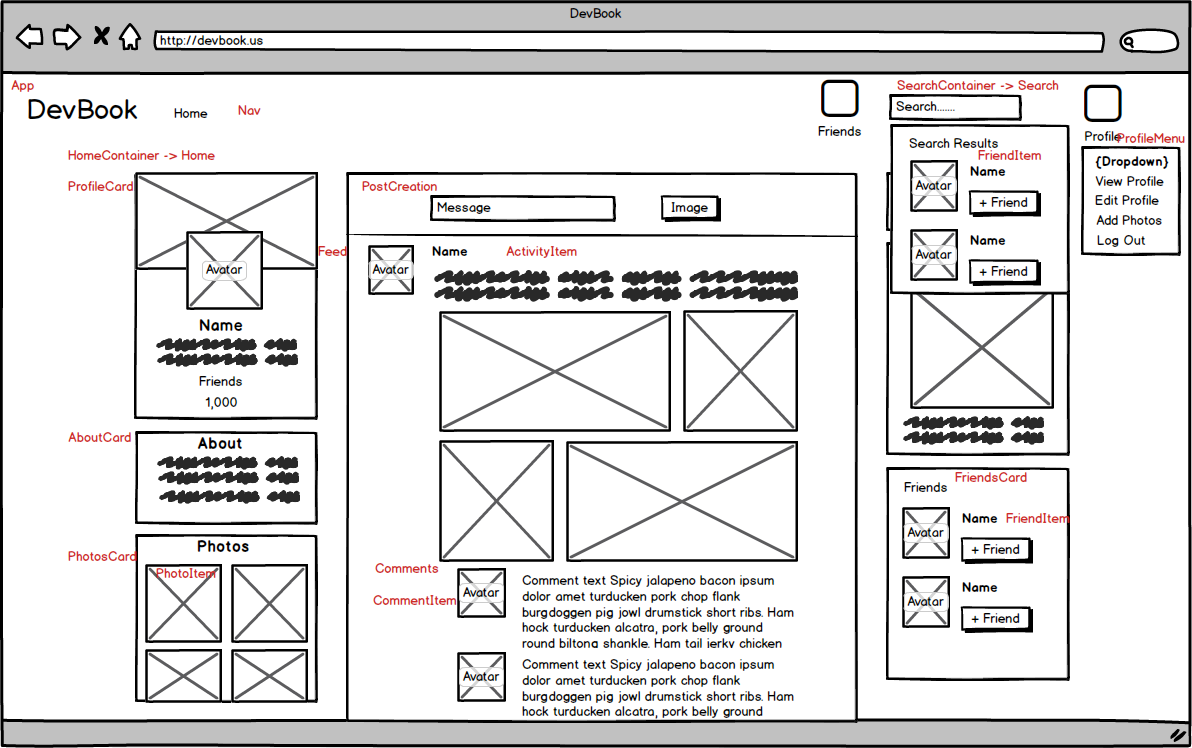 DevBook
http://devbook.us
App
DevBook
Home
Nav
Friends
SearchContainer -> Search
Search.......
Profile
ProfileMenu
{Dropdown}
View Profile
Edit Profile
Add Photos
Log Out
Search Results
FriendItem
Avatar
Name
+ Friend
Avatar
Name
+ Friend
HomeContainer -> Home
ProfileCard
Avatar
Name
Friends
1,000
AboutCard
About
PhotosCard
Photos
PhotoItem
Feed
PostCreation
Message
Image
Avatar
Name
ActivityItem
Comments
CommentItem
Avatar
Comment text Spicy jalapeno bacon ipsum
dolor amet turducken pork chop flank
burgdoggen pig jowl drumstick short ribs. Ham
hock turducken alcatra, pork belly ground
round biltong shankle. Ham tail jerky chicken
Avatar
Comment text Spicy jalapeno bacon ipsum
dolor amet turducken pork chop flank
burgdoggen pig jowl drumstick short ribs. Ham
hock turducken alcatra, pork belly ground
FriendsCard
Friends
Avatar
Name
FriendItem
+ Friend
Avatar
Name
+ Friend